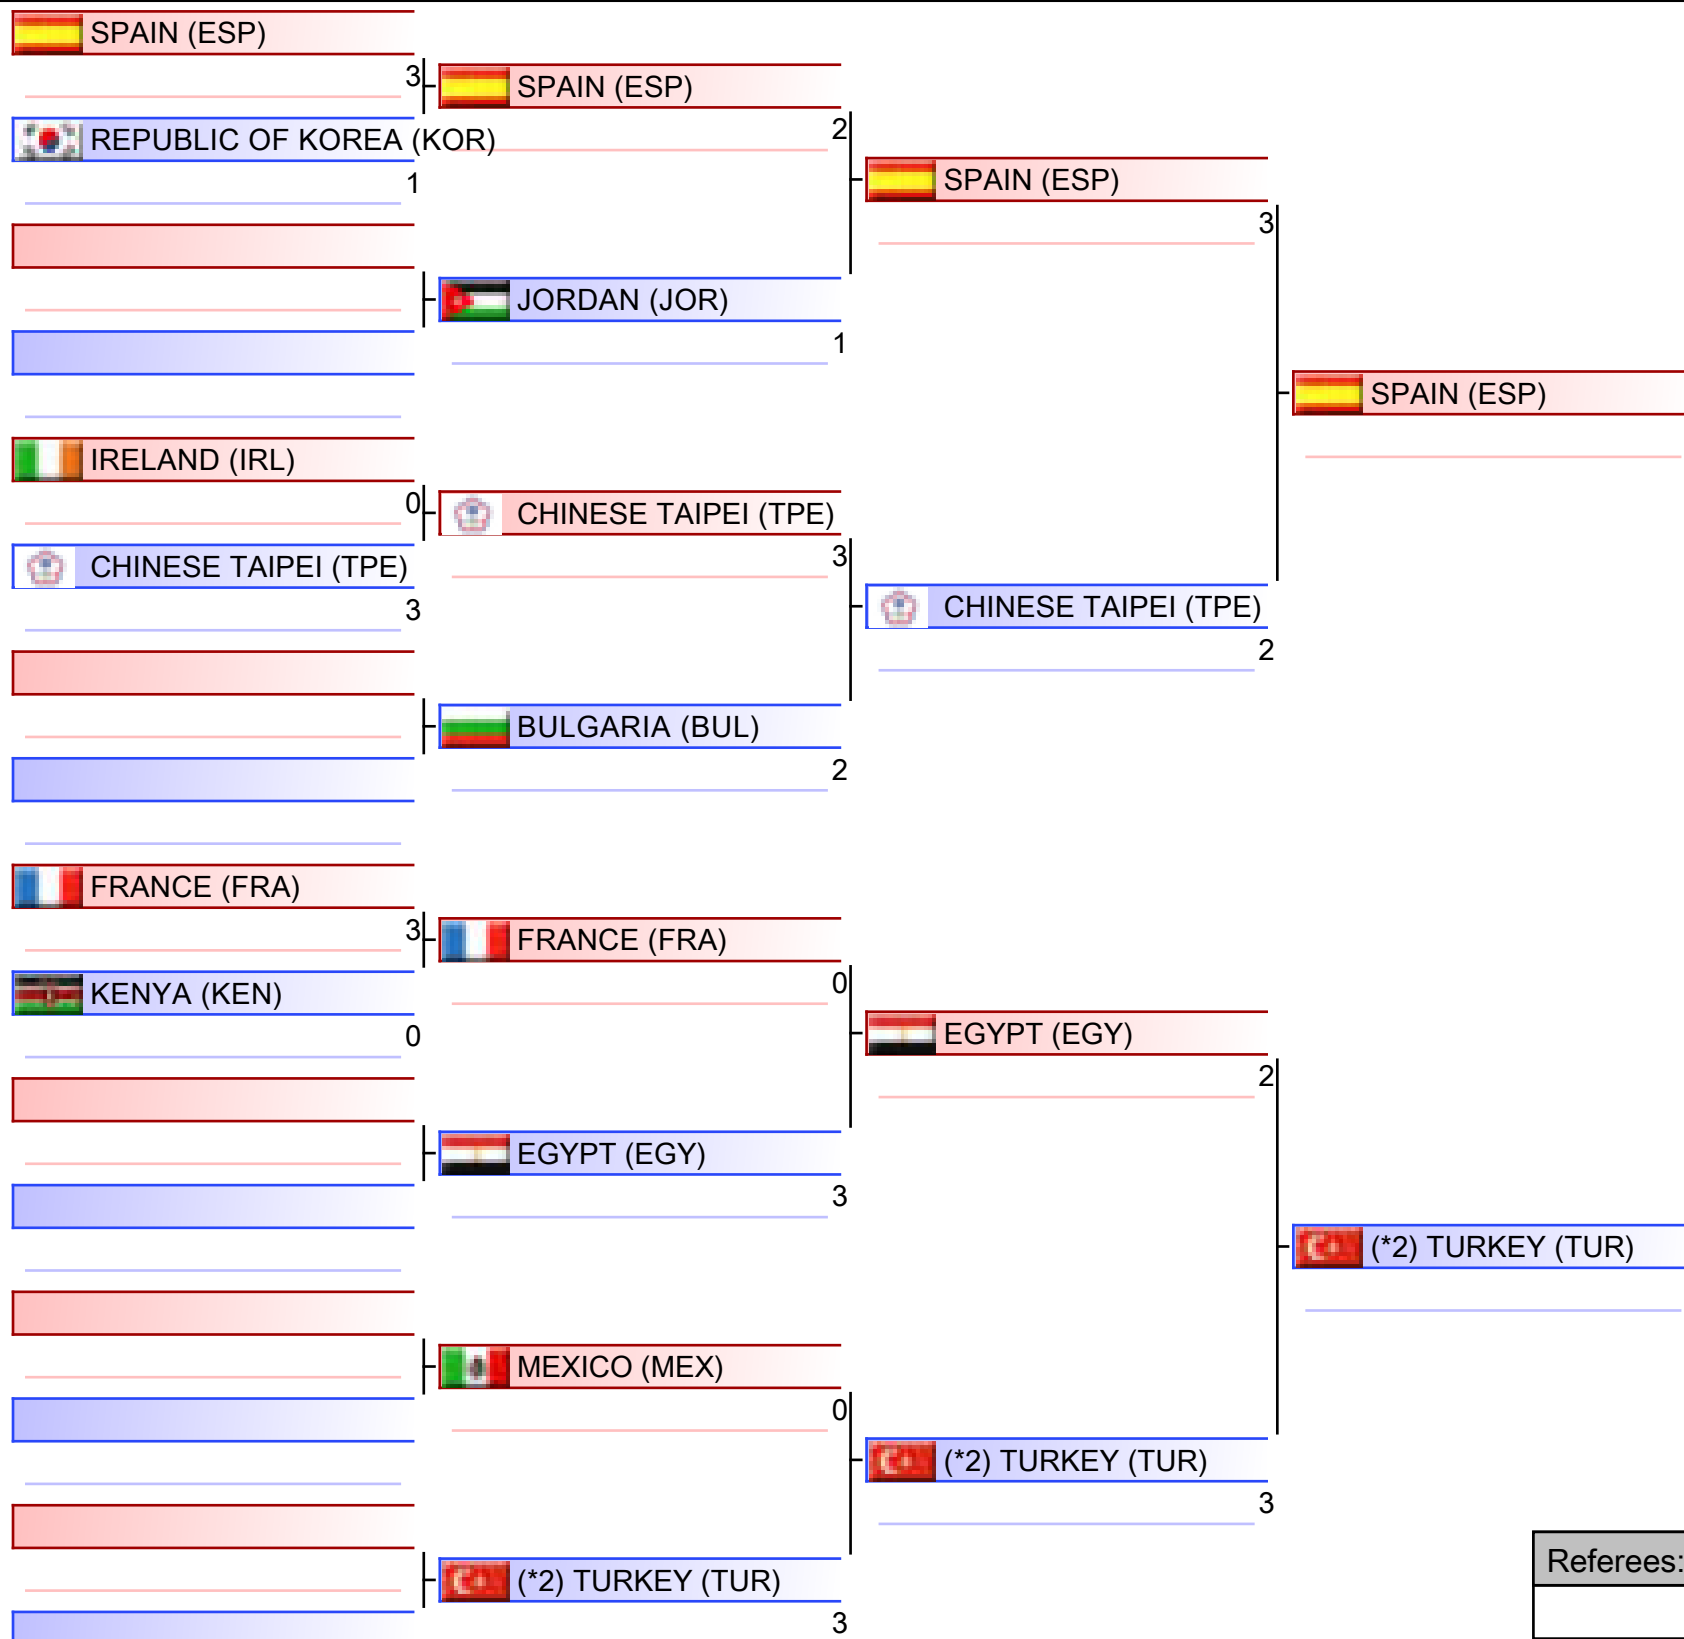 SPAIN (ESP)
3
SPAIN (ESP)
REPUBLIC OF KOREA (KOR)
2
1
SPAIN (ESP)
3
JORDAN (JOR)
1
SPAIN (ESP)
IRELAND (IRL)
0
CHINESE TAIPEI (TPE)
CHINESE TAIPEI (TPE)
3
3
CHINESE TAIPEI (TPE)
2
BULGARIA (BUL)
2
FRANCE (FRA)
3
FRANCE (FRA)
KENYA (KEN)
0
0
EGYPT (EGY)
2
EGYPT (EGY)
3
(*2) TURKEY (TUR)
MEXICO (MEX)
0
(*2) TURKEY (TUR)
3
Referees:
(*2) TURKEY (TUR)
3